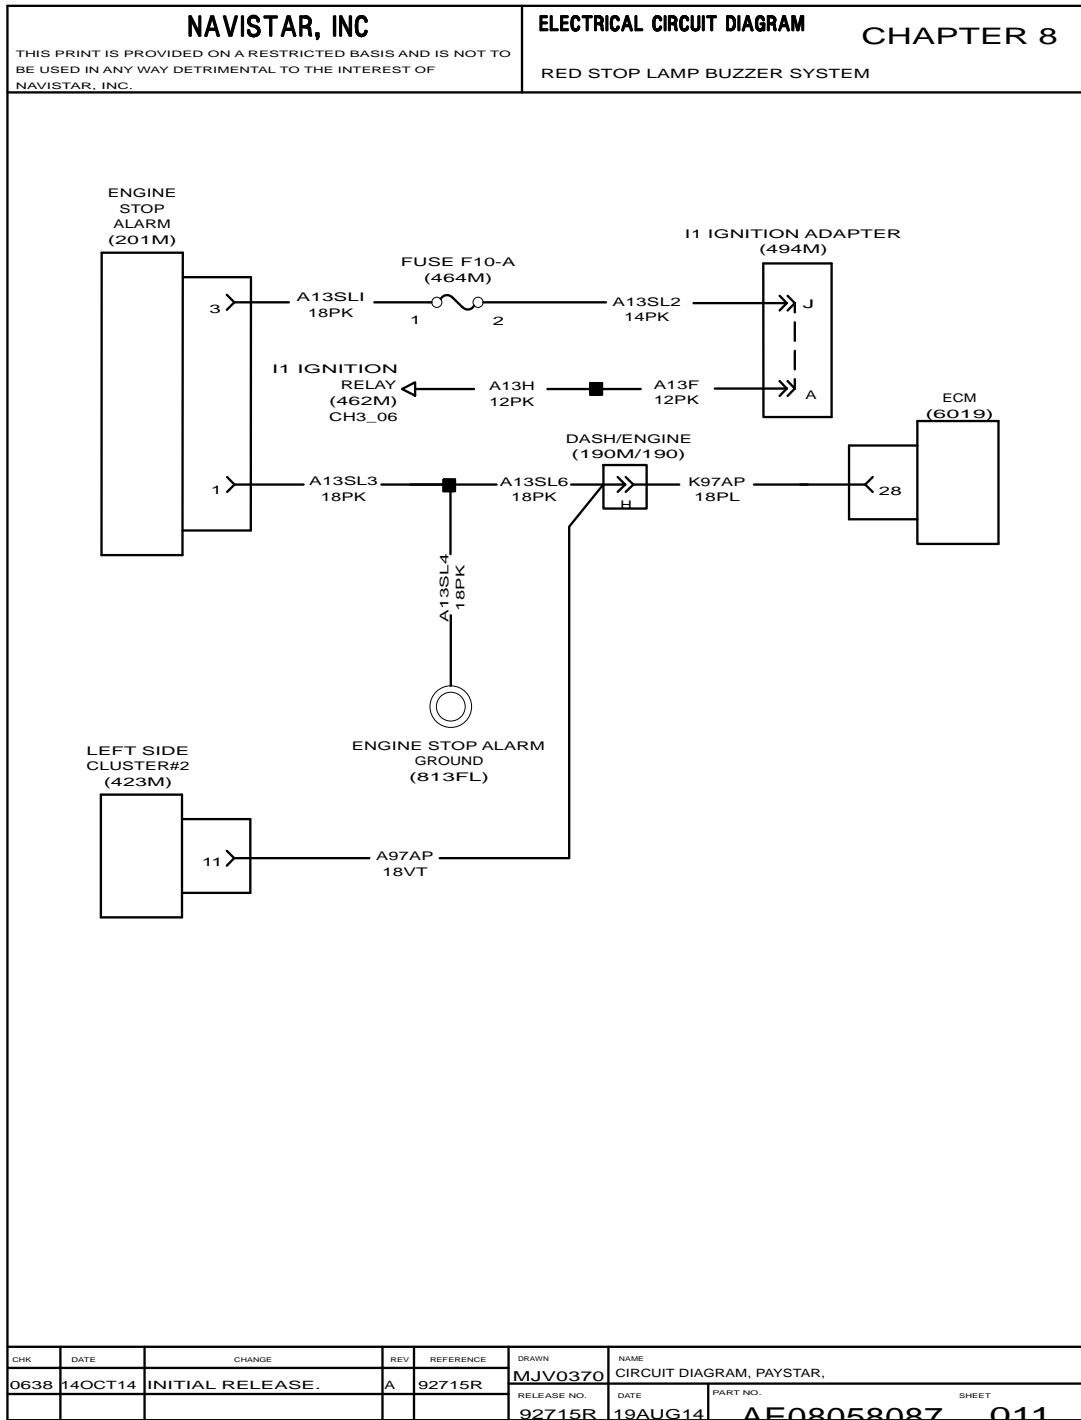 NAVISTAR, INC
THIS PRINT IS PROVIDED ON A RESTRICTED BASIS AND IS NOT TO
BE USED IN ANY WAY DETRIMENTAL TO THE INTEREST OF
NAVISTAR, INC.
ELECTRICAL CIRCUIT DIAGRAM
CHAPTER 8
RED STOP LAMP BUZZER SYSTEM
ENGINE
STOP
ALARM
(201M)
3
A13SL1
18PK
FUSE F10-A
(464M)
1
2
A13SL2
14PK
I1 IGNITION ADAPTER
(494M)
J
A
I1 IGNITION
RELAY
(462M)
CH3_06
A13H
12PK
A13F
12PK
1
A13SL3
18PK
A13SL6
18PK
DASH/ENGINE
(190M/190)
H
K97AP
18PL
ECM
(6019)
28
A13SL4
18PK
ENGINE STOP ALARM
GROUND
(813FL)
LEFT SIDE
CLUSTER#2
(423M)
11
A97AP
18VT
CHK DATE CHANGE REV REFERENCE
0638 14OCT14 INITIAL RELEASE. A 92715R
DRAWN
MJV0370
NAME
CIRCUIT DIAGRAM, PAYSTAR,
RELEASE NO.
92715R
DATE
19AUG14
PART NO.
AE08058087
SHEET
011